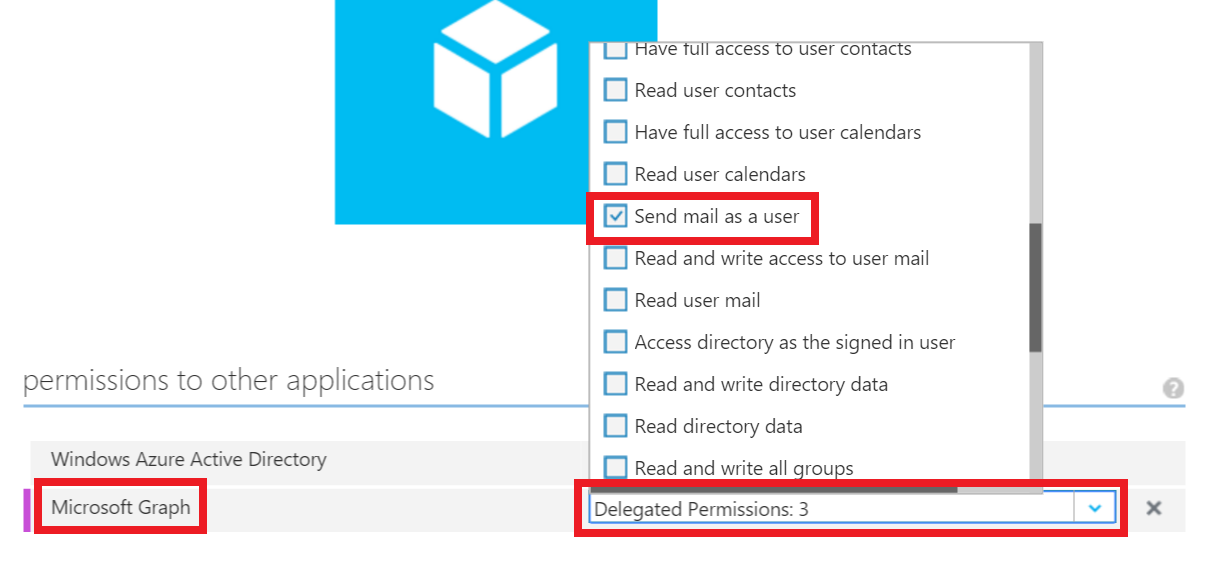 Have full access to user contacts
Read user contacts
Have full access to user calendars
Read user calendars
Send mail as a user
Read and write access to user mail
Read user mail
Access directory as the signed in user
Read and write directory data
Read directory data
Read and write all groups
permissions to other applications
?
Windows Azure Active Directory
Microsoft Graph
Delegated Permissions: 3